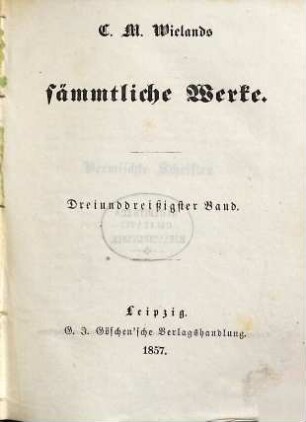 C. M. Wielands
sämmtliche Werke.
Dreiunddreißigster Band.
Leipzig.
G. J. Göschen'sche Verlagshandlung.
1857.